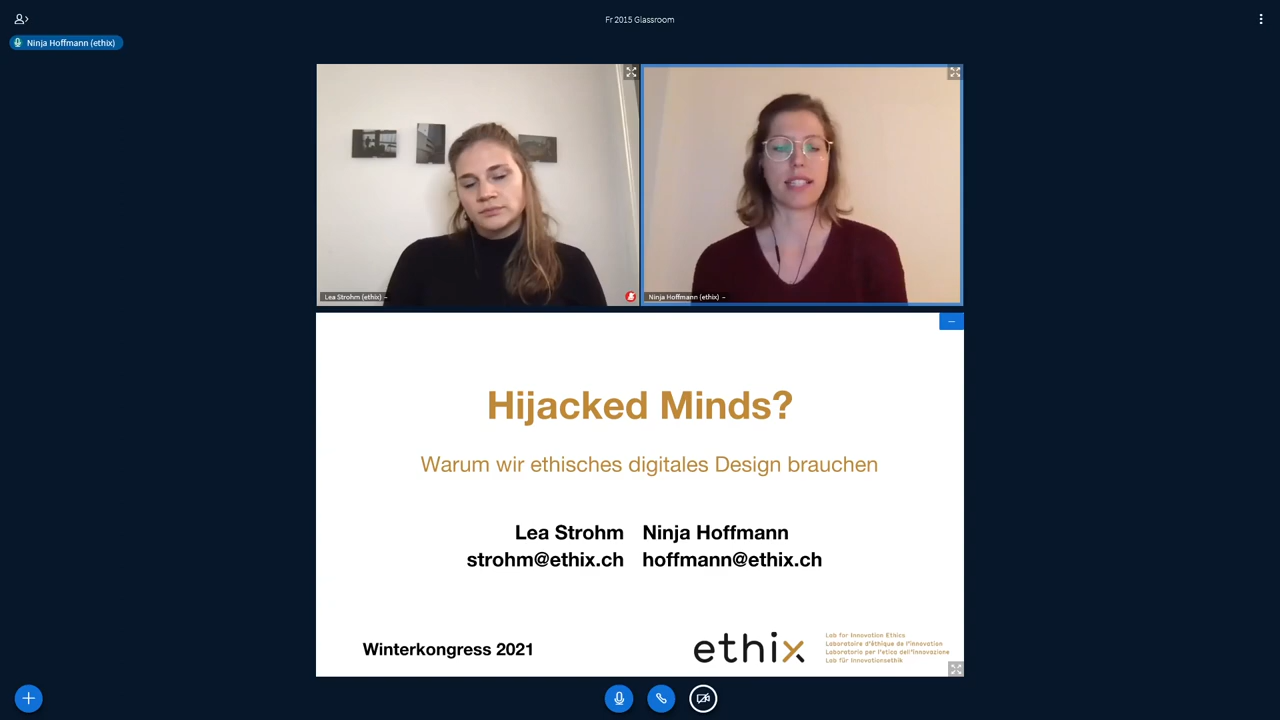 Fr 2015 Glassroom
Ninja Hoffmann (ethix)
Lea Strohm (ethix)
Ninja Hoffmann (ethix)
Hijacked Minds?
Warum wir ethisches digitales Design brauchen
Lea Strohm Ninja Hoffmann
strohm@ethix.ch hoffmann@ethix.ch
Winterkongress 2021
ethix
Lab for Innovation Ethics
Laboratoire d'éthique de l'innovation
Laboratorio per l'etica dell'innovazione
Lab für Innovationsethik